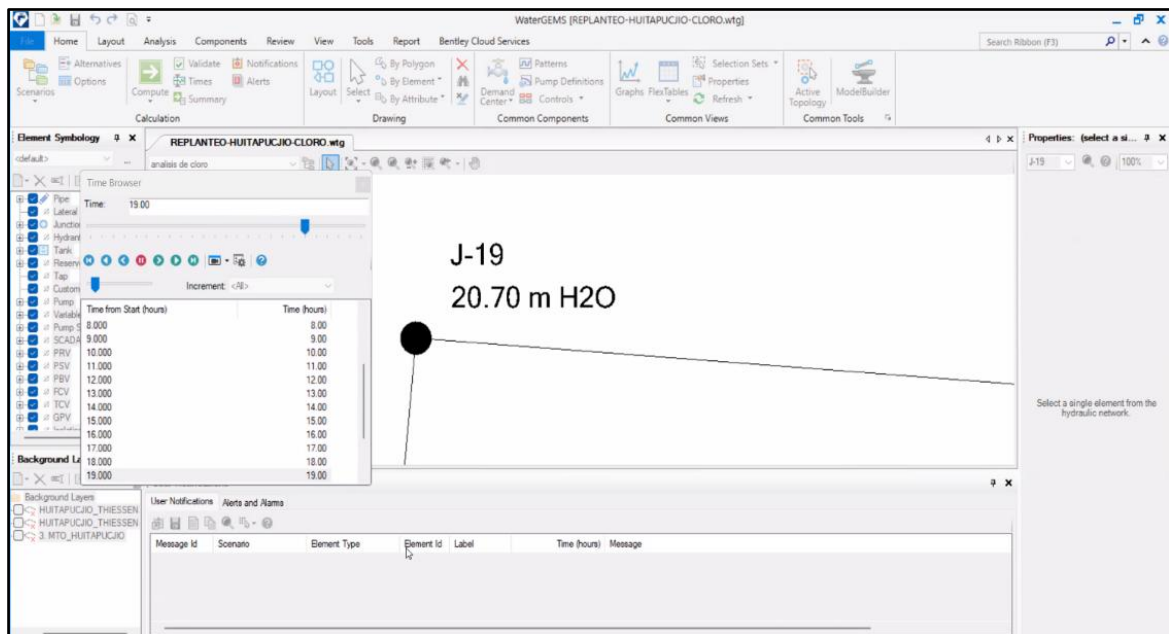 WaterGEMS [REPLANTEO-HUITAPUCJIO-CLORO.wtg]
File Home Layout Analysis Components Review View Tools Report Bentley Cloud Services Search Ribbon (F3)
Scenarios
Alternatives
Options
Compute
Validate
Times
Summary
Notifications
Alerts
Calculation
Layout
Select
By Polygon
By Element
By Attribute
Drawing
Demand Center
Patterns
Pump Definitions
Controls
Common Components
Graphs
FlexTables
Selection Sets
Properties
Refresh
Common Views
Active Topology
ModelBuilder
Common Tools
Element Symbology
<default>
Pipe
Lateral
Junctio
Hydrant
Tank
Reserv
Tap
Custom
Pump
Variable
Pump S
SCADA
PRV
PSV
PBV
FCV
TCV
GPV
REPLANTEO-HUITAPUCJIO-CLORO.wtg
analisis de cloro
Time Browser
Time: 19.00
Increment: <All>
Time from Start (hours) Time (hours)
8.000 8.00
9.000 9.00
10.000 10.00
11.000 11.00
12.000 12.00
13.000 13.00
14.000 14.00
15.000 15.00
16.000 16.00
17.000 17.00
18.000 18.00
19.000 19.00
J-19
20.70 m H2O
Properties: (select a si...
J-19 100%
Select a single element from the
hydraulic network.
Background La
Background Layers
HUITAPUCJIO_THIESSEN
HUITAPUCJIO_THIESSEN
3. MTO_HUITAPUCJIO
User Notifications Alerts and Alarms
Message Id Scenario Element Type Element Id Label Time (hours) Message